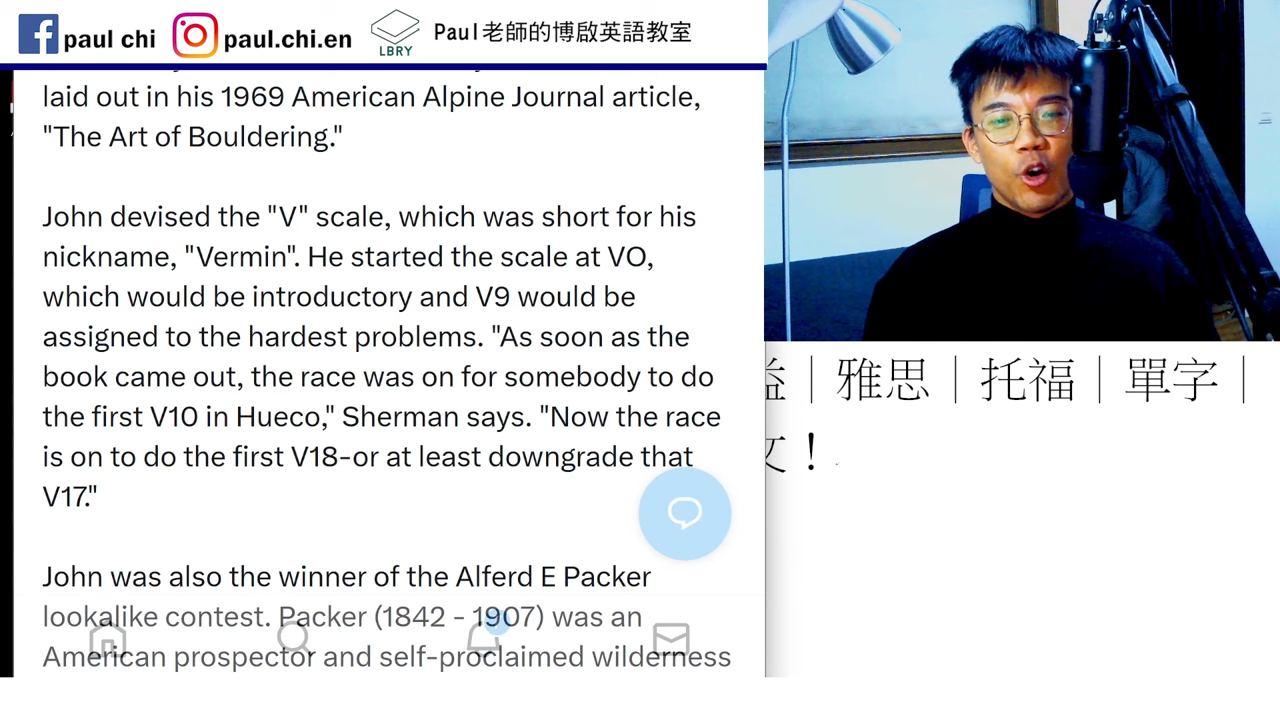 paul chi
paul.chi.en
LBRY
Paul老師的博啟英語教室
laid out in his 1969 American Alpine Journal article,
"The Art of Bouldering."
John devised the "V" scale, which was short for his
nickname, "Vermin". He started the scale at VO,
which would be introductory and V9 would be
assigned to the hardest problems. "As soon as the
book came out, the race was on for somebody to do
the first V10 in Hueco," Sherman says. "Now the race
is on to do the first V18-or at least downgrade that
V17."
John was also the winner of the Alferd E Packer
lookalike contest. Packer (1842 - 1907) was an
American prospector and self-proclaimed wilderness
益｜雅思｜托福｜單字｜
文！